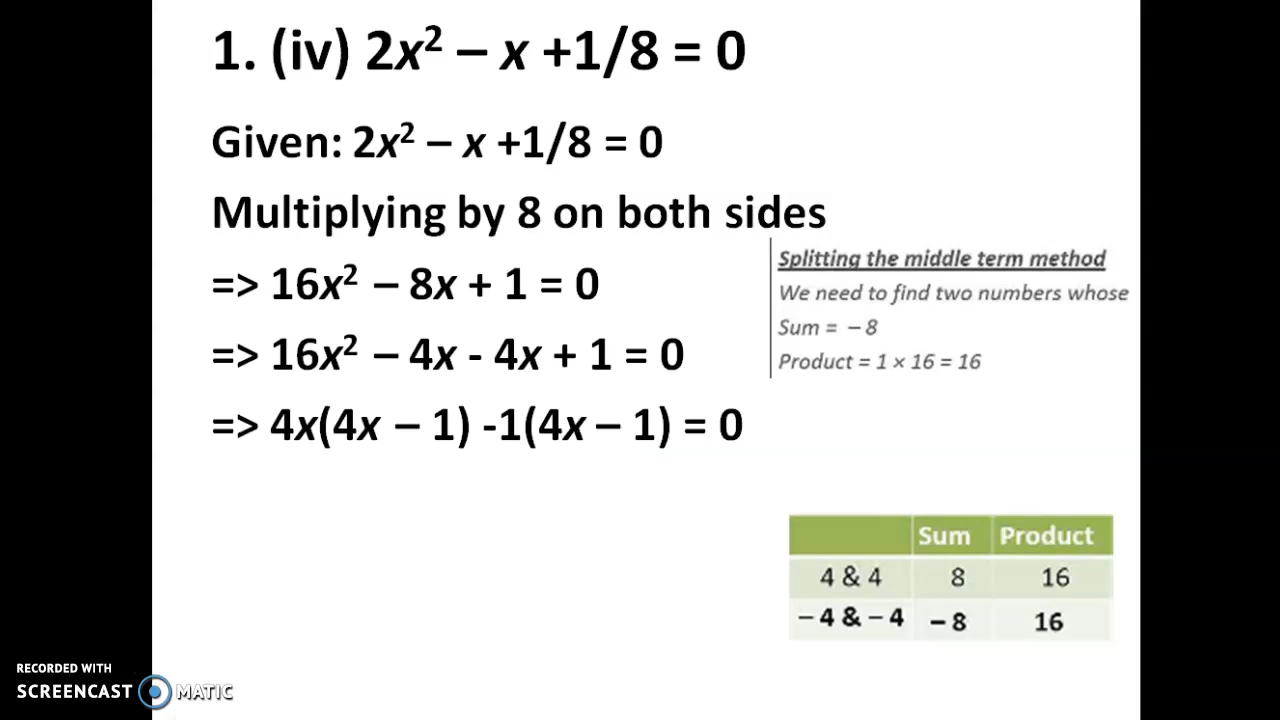 1. (iv) 2x² – x +1/8 = 0
Given: 2x² – x +1/8 = 0
Multiplying by 8 on both sides
=> 16x² – 8x + 1 = 0
=> 16x² – 4x - 4x + 1 = 0
=> 4x(4x – 1) -1(4x – 1) = 0
Splitting the middle term method
We need to find two numbers whose
Sum = – 8
Product = 1 × 16 = 16
Sum Product
4 & 4 8 16
– 4 & – 4 – 8 16
RECORDED WITH
SCREENCAST MATIC